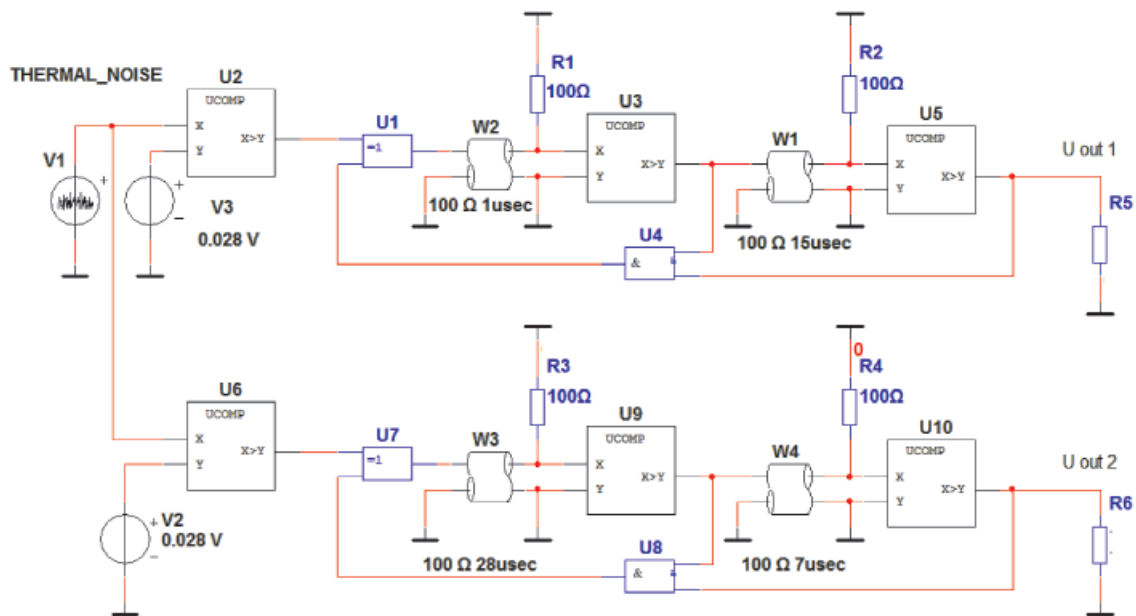 THERMAL_NOISE
V1
+
U2
UCOMP
X
Y
X>Y
+
−
V3
0.028 V
U1
=1
W2
100 Ω 1usec
R1
100Ω
U3
UCOMP
X
Y
X>Y
U4
&
W1
100 Ω 15usec
R2
100Ω
U5
UCOMP
X
Y
X>Y
U out 1
R5
U6
UCOMP
X
Y
X>Y
+
−
V2
0.028 V
U7
=1
W3
100 Ω 28usec
R3
100Ω
U9
UCOMP
X
Y
X>Y
U8
&
W4
100 Ω 7usec
0
R4
100Ω
U10
UCOMP
X
Y
X>Y
U out 2
R6